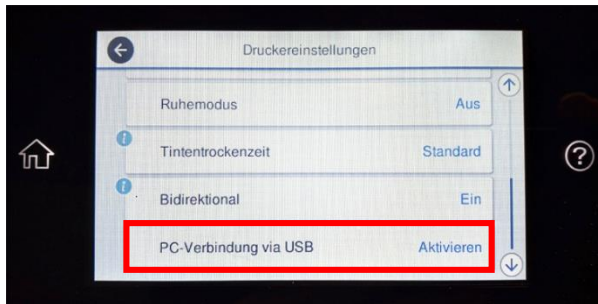 Druckereinstellungen
Ruhemodus Aus
Tintentrockenzeit Standard
Bidirektional Ein
PC-Verbindung via USB Aktivieren